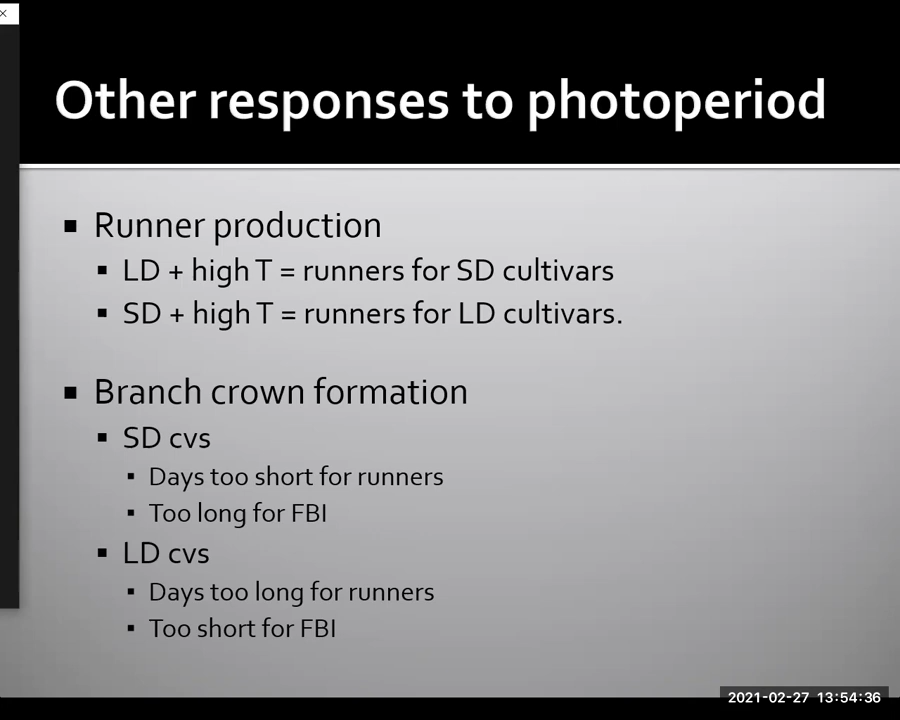 Other responses to photoperiod
Runner production
LD + high T = runners for SD cultivars
SD + high T = runners for LD cultivars.
Branch crown formation
SD cvs
Days too short for runners
Too long for FBI
LD cvs
Days too long for runners
Too short for FBI
2021-02-27 13:54:36